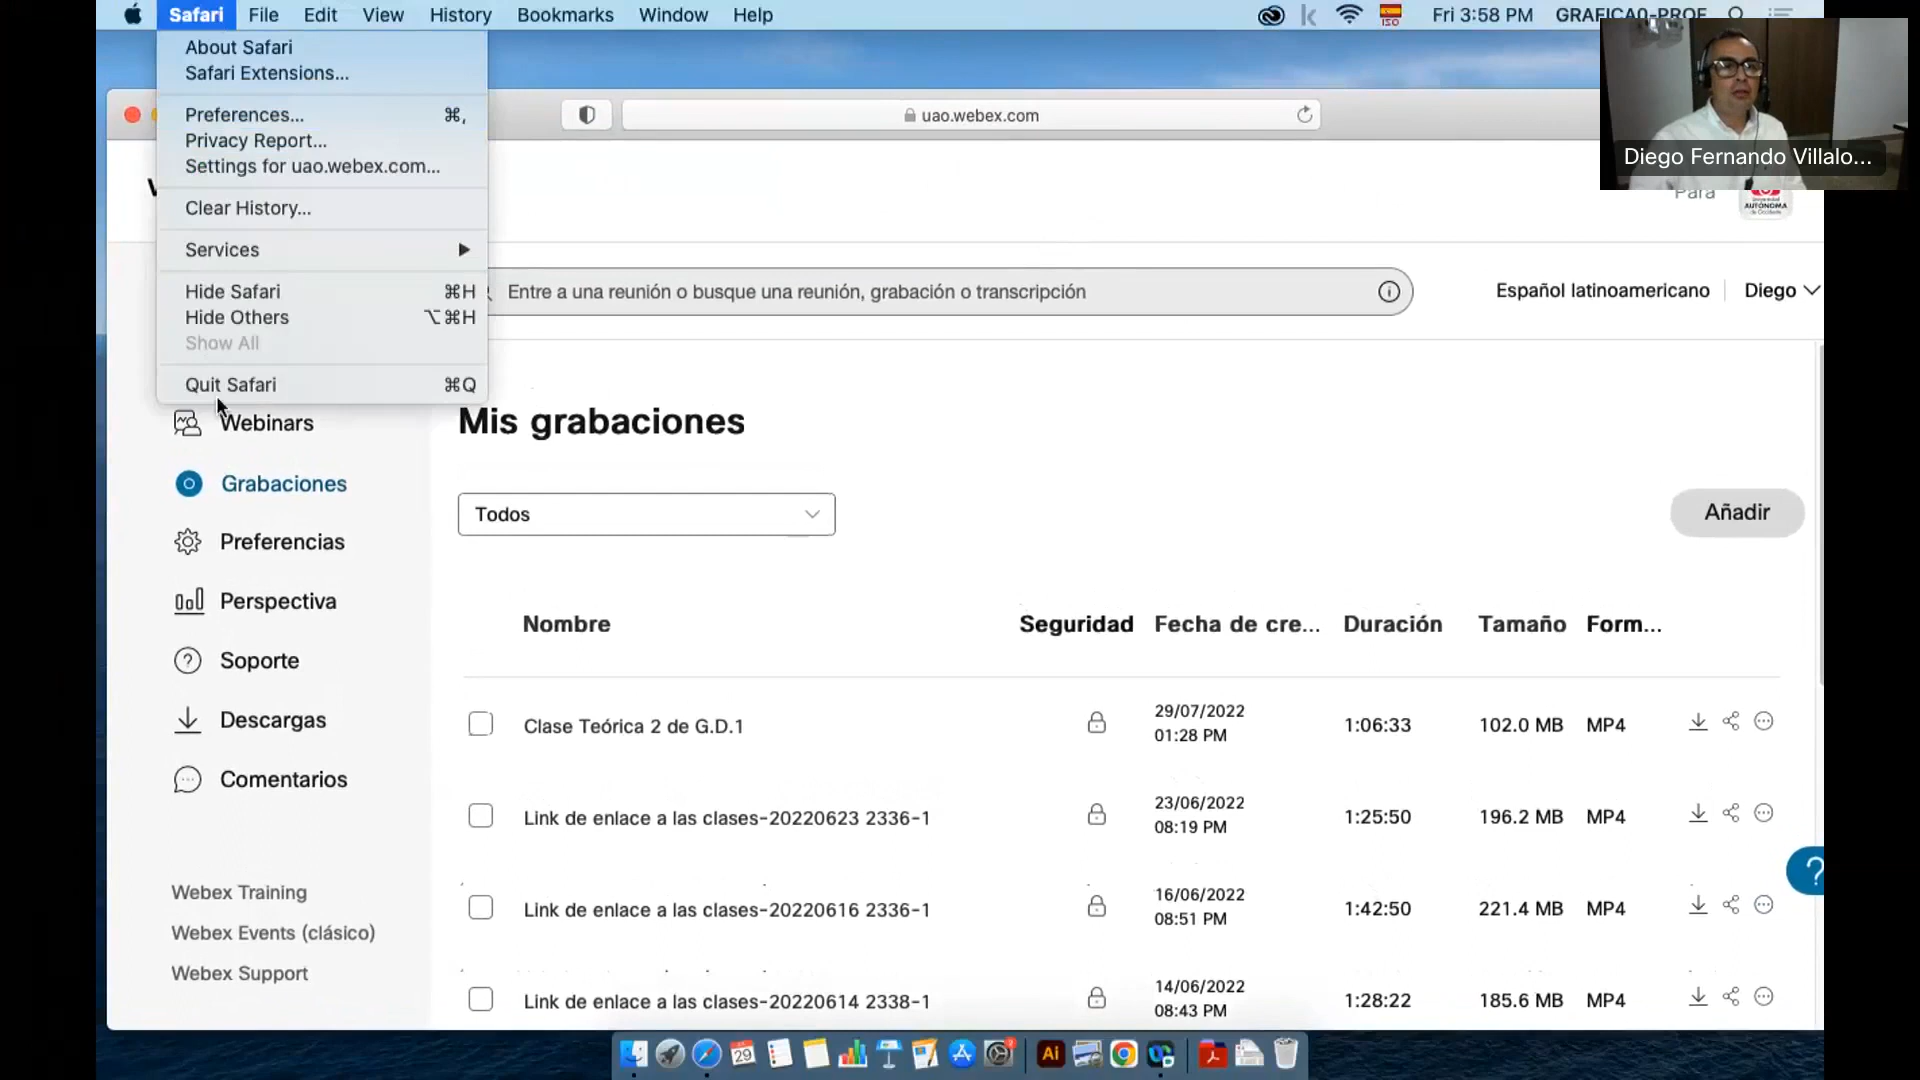 Safari File Edit View History Bookmarks Window Help
ISO Fri 3:58 PM GRAFICA0-PROF
About Safari
Safari Extensions...
Preferences... ⌘,
Privacy Report...
Settings for uao.webex.com...
Clear History...
Services
Hide Safari ⌘H
Hide Others ⌥⌘H
Show All
Quit Safari ⌘Q
uao.webex.com
Diego Fernando Villalo...
Para
AUTÓNOMA
Entre a una reunión o busque una reunión, grabación o transcripción
Español latinoamericano
Diego
Webinars
Grabaciones
Preferencias
Perspectiva
Soporte
Descargas
Comentarios
Webex Training
Webex Events (clásico)
Webex Support
Mis grabaciones
Todos
Añadir
Nombre Seguridad Fecha de cre... Duración Tamaño Form...
Clase Teórica 2 de G.D.1 29/07/2022 01:28 PM 1:06:33 102.0 MB MP4
Link de enlace a las clases-20220623 2336-1 23/06/2022 08:19 PM 1:25:50 196.2 MB MP4
Link de enlace a las clases-20220616 2336-1 16/06/2022 08:51 PM 1:42:50 221.4 MB MP4
Link de enlace a las clases-20220614 2338-1 14/06/2022 08:43 PM 1:28:22 185.6 MB MP4
?
29
Ai